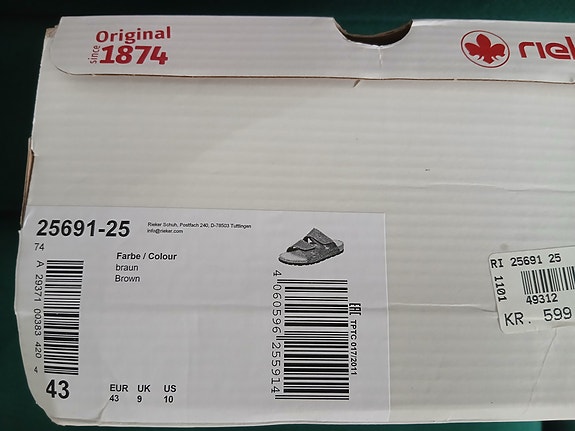 Original
since 1874
riek
25691-25
Rieker Schuh, Postfach 240, D-78503 Tuttlingen
info@rieker.com
74
Farbe / Colour
braun
Brown
A 29371 00383 420 4
4 060596 255914
EAC TPTC 017/2011
43
EUR UK US
43 9 10
RI 25691 25
1101
49312
KR. 599